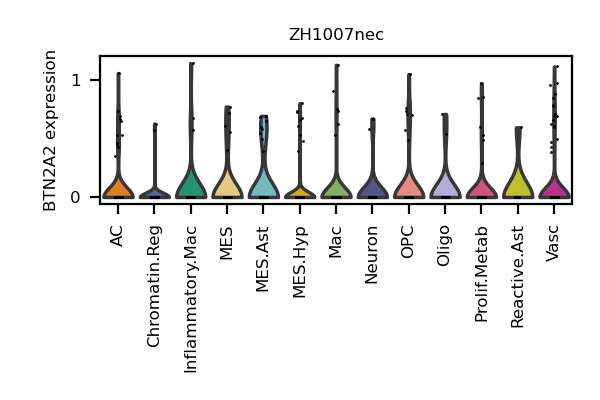 ZH1007nec
BTN2A2 expression
1
0
AC
Chromatin.Reg
Inflammatory.Mac
MES
MES.Ast
MES.Hyp
Mac
Neuron
OPC
Oligo
Prolif.Metab
Reactive.Ast
Vasc